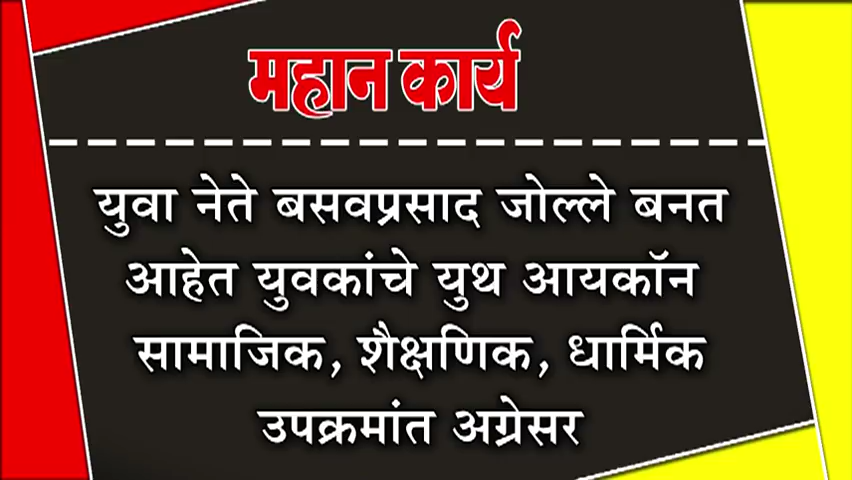 महान कार्य
युवा नेते बसवप्रसाद जोल्ले बनत
आहेत युवकांचे युथ आयकॉन
सामाजिक, शैक्षणिक, धार्मिक
उपक्रमांत अग्रेसर